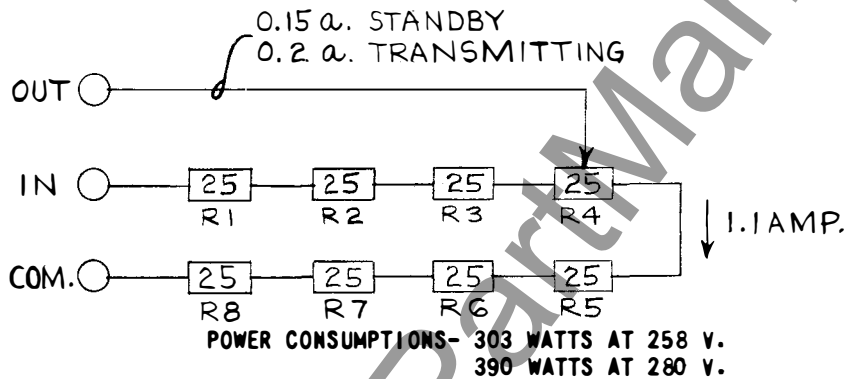 0.15 a. STANDBY
0.2 a. TRANSMITTING
OUT
IN 25 25 25 25
R1 R2 R3 R4
1.1 AMP.
COM. 25 25 25 25
R8 R7 R6 R5
POWER CONSUMPTIONS- 303 WATTS AT 258 V.
390 WATTS AT 280 V.
PartMan